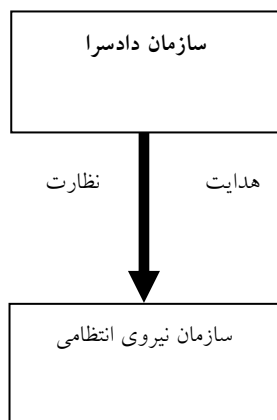 سازمان دادسرا
هدایت
نظارت
سازمان نیروی انتظامی